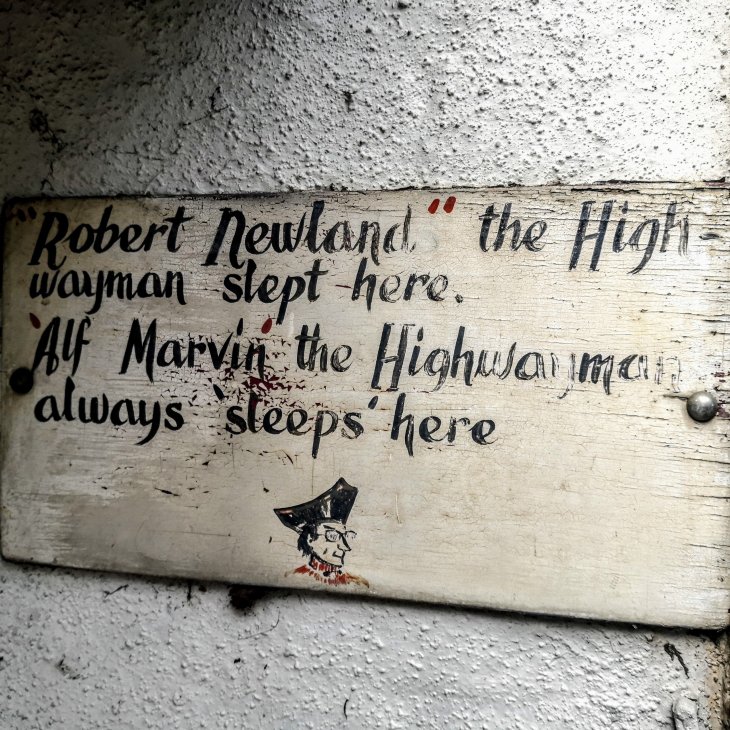 "Robert Newland" the High-
wayman slept here.
'Alf Marvin' the Highwayman
always 'sleeps' here